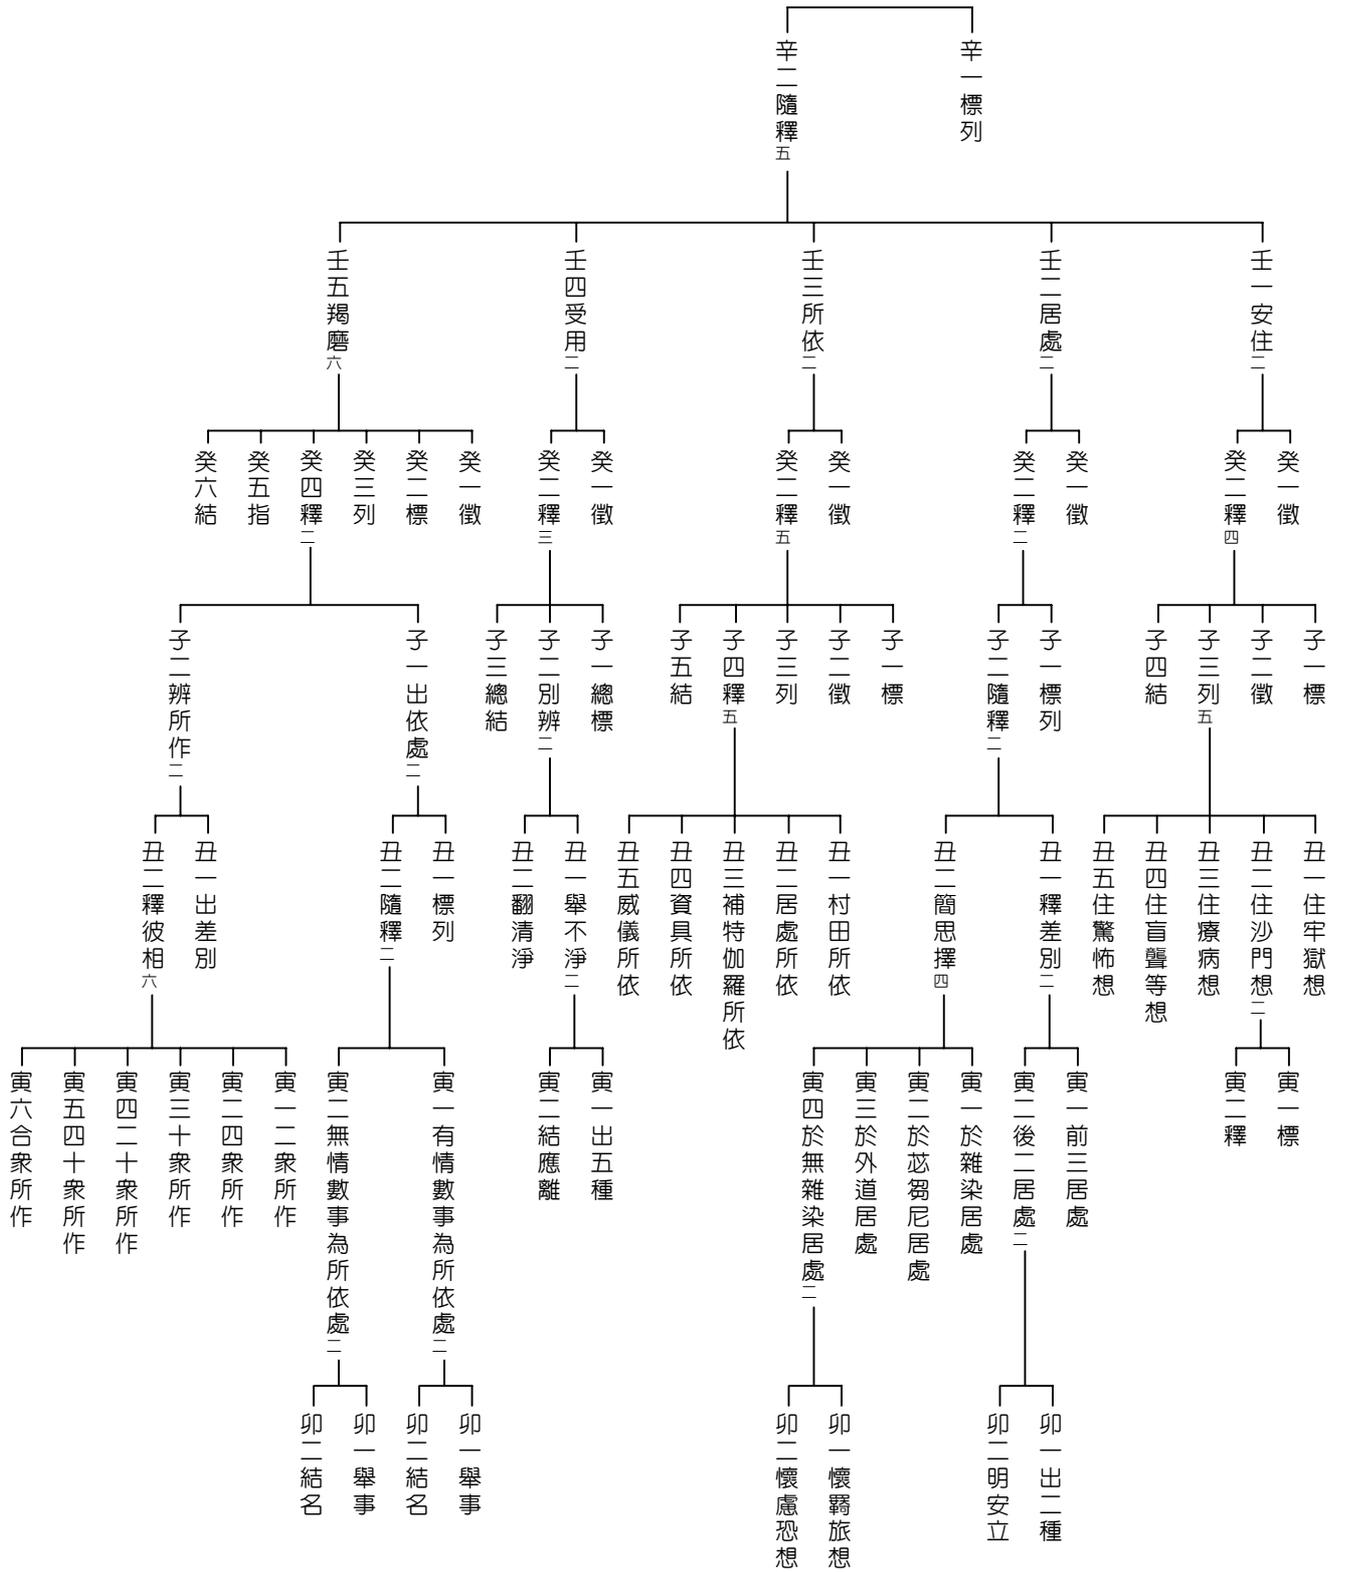 辛一標列
辛二隨釋五
壬一安住二
壬二居處二
壬三所依二
壬四受用二
壬五羯磨六
癸一徵
癸二釋四
癸一徵
癸二釋二
癸一徵
癸二釋五
癸一徵
癸二釋三
癸一徵
癸二標
癸三列
癸四釋二
癸五指
癸六結
子一標
子二徵
子三列五
子四結
子一標列
子二隨釋二
子一標
子二徵
子三列
子四釋五
子五結
子一總標
子二別辨二
子三總結
子一出依處二
子二辨所作二
丑一住牢獄想
丑二住沙門想二
丑三住療病想
丑四住盲聾等想
丑五住驚怖想
丑一釋差別二
丑二簡思擇四
丑一村田所依
丑二居處所依
丑三補特伽羅所依
丑四資具所依
丑五威儀所依
丑一舉不淨二
丑二翻清淨
丑一標列
丑二隨釋二
丑一出差別
丑二釋彼相六
寅一標
寅二釋
寅一前三居處
寅二後二居處二
寅一於雜染居處
寅二於苾芻尼居處
寅三於外道居處
寅四於無雜染居處二
寅一出五種
寅二結應離
寅一有情數事為所依處二
寅二無情數事為所依處二
寅一二衆所作
寅二四衆所作
寅三十衆所作
寅四二十衆所作
寅五四十衆所作
寅六合衆所作
卯一出二種
卯二明安立
卯一懷羇旅想
卯二懷慮恐想
卯一舉事
卯二結名
卯一舉事
卯二結名